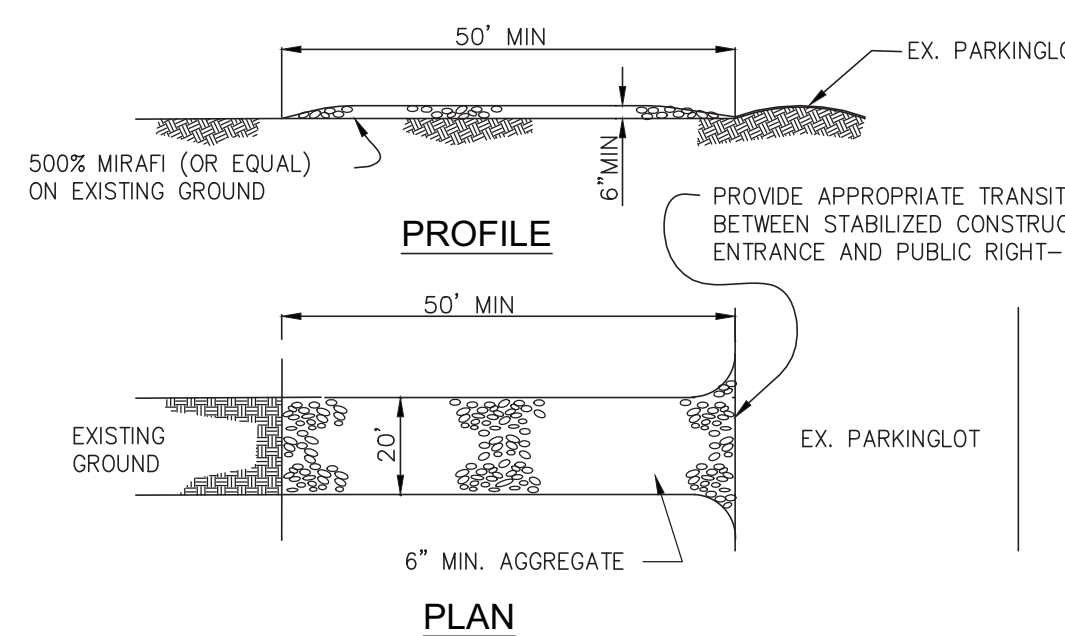 50' MIN
EX. PARKINGLO
6"MIN
500% MIRAFI (OR EQUAL)
ON EXISTING GROUND
PROFILE
PROVIDE APPROPRIATE TRANSIT
BETWEEN STABILIZED CONSTRUC
ENTRANCE AND PUBLIC RIGHT-
50' MIN
EXISTING
GROUND
20'
EX. PARKINGLOT
6" MIN. AGGREGATE
PLAN